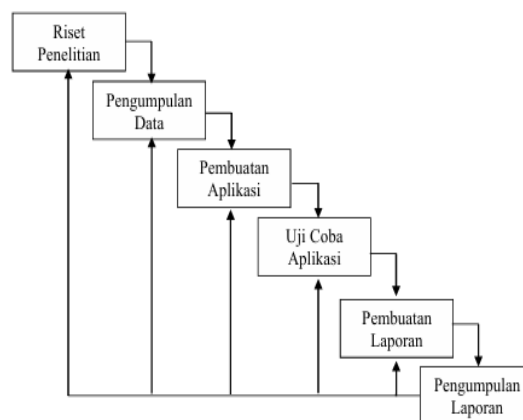 Riset
Penelitian
Pengumpulan
Data
Pembuatan
Aplikasi
Uji Coba
Aplikasi
Pembuatan
Laporan
Pengumpulan
Laporan